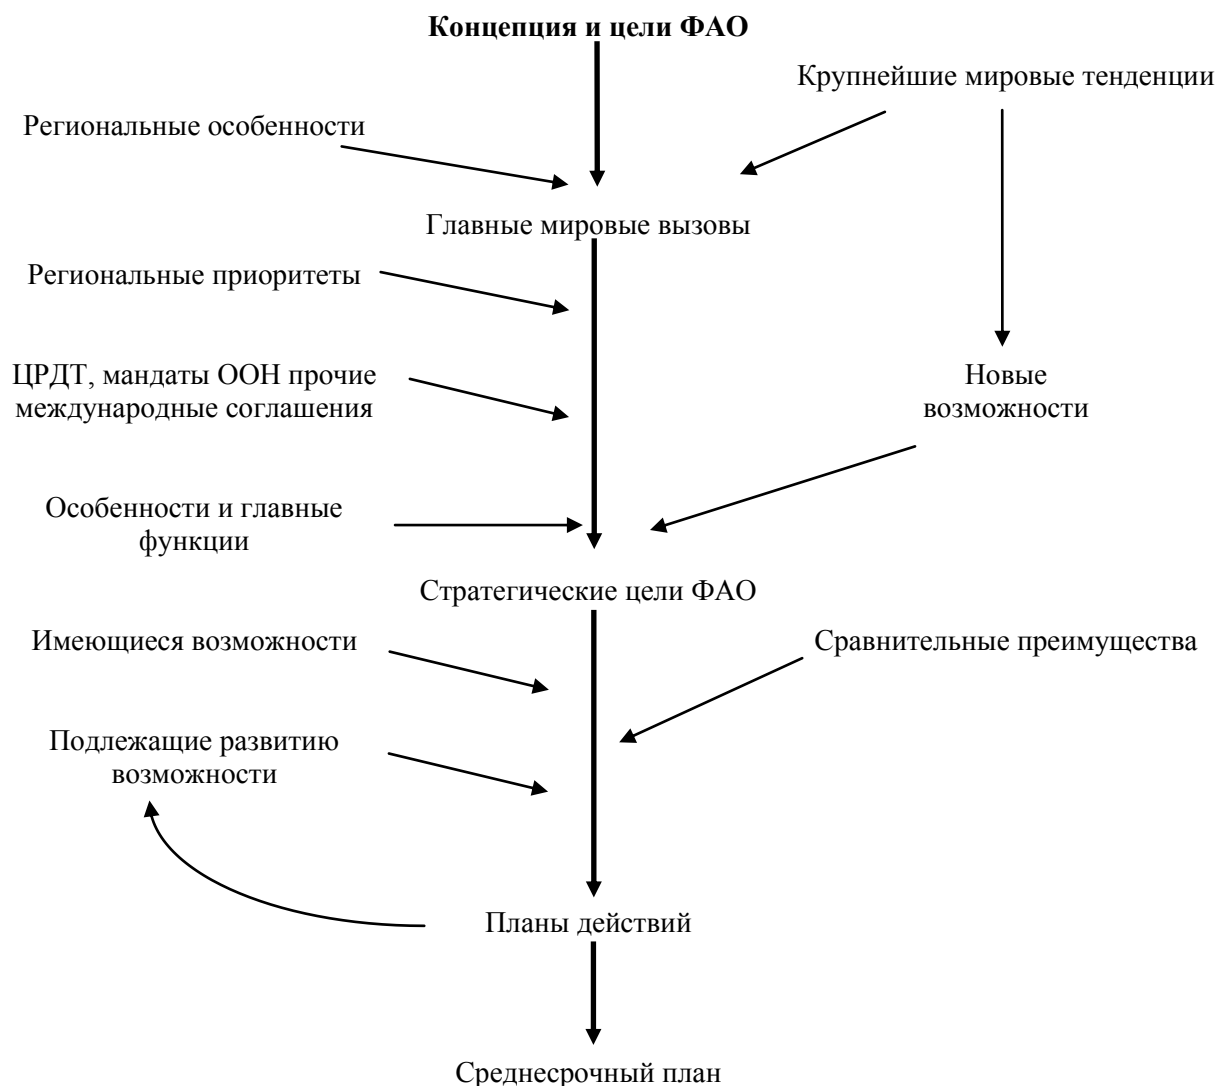 Концепция и цели ФАО
Крупнейшие мировые тенденции
Региональные особенности
Главные мировые вызовы
Региональные приоритеты
ЦРДТ, мандаты ООН прочие
международные соглашения
Новые
возможности
Особенности и главные
функции
Стратегические цели ФАО
Имеющиеся возможности
Сравнительные преимущества
Подлежащие развитию
возможности
Планы действий
Среднесрочный план